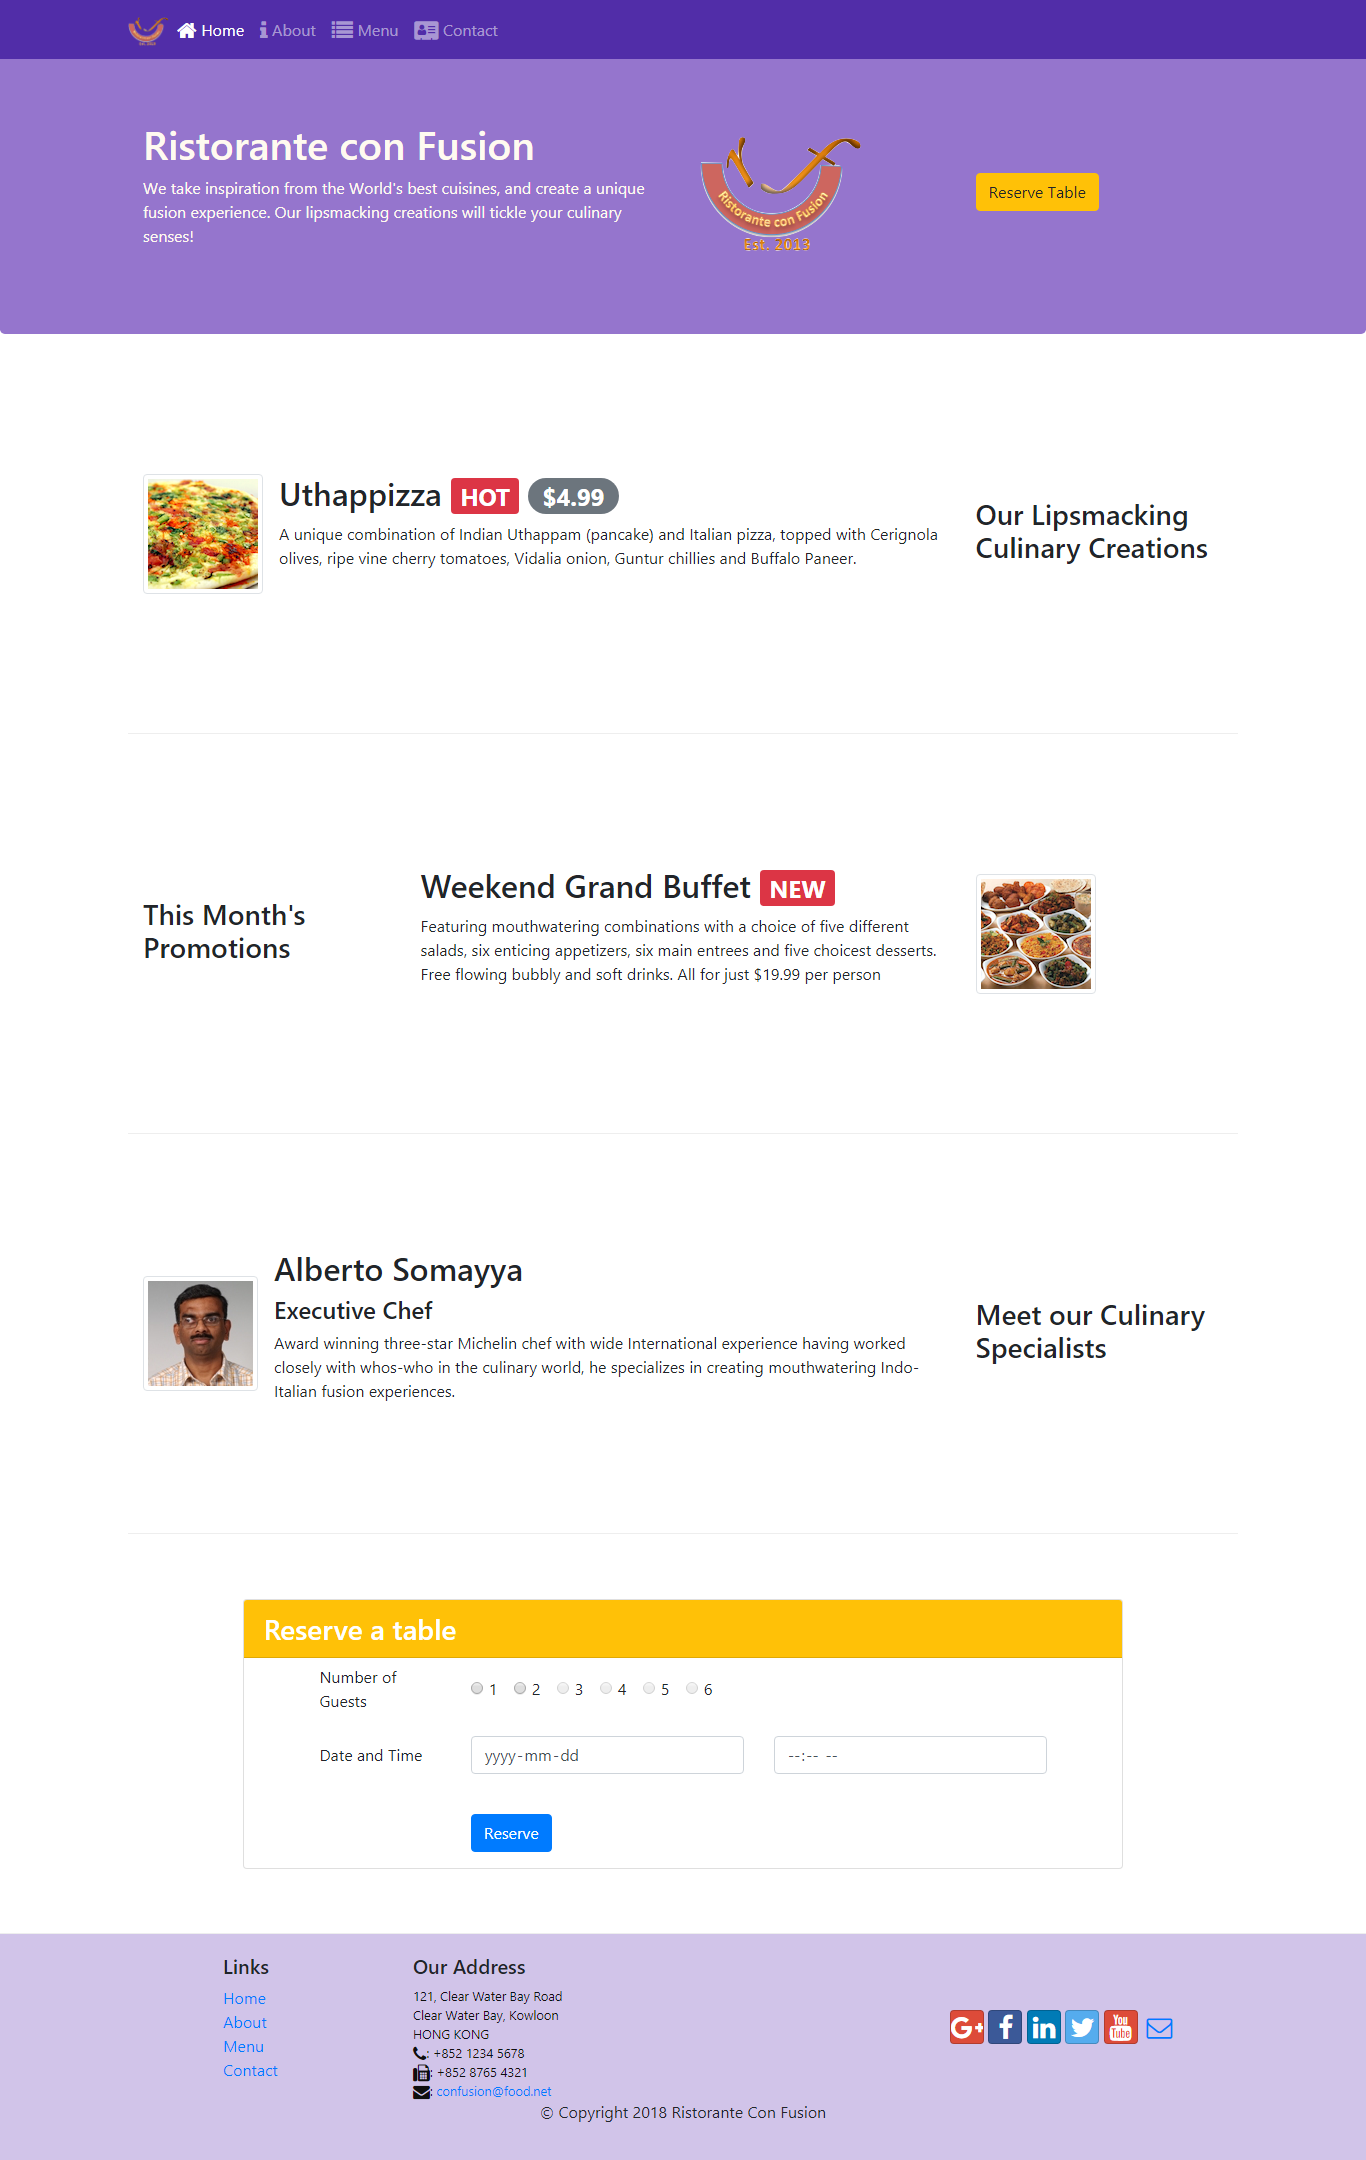 Home About Menu Contact
Ristorante con Fusion
We take inspiration from the World's best cuisines, and create a unique
fusion experience. Our lipsmacking creations will tickle your culinary
senses!
Ristorante con Fusion
Est. 2013
Reserve Table
Uthappizza HOT $4.99
A unique combination of Indian Uthappam (pancake) and Italian pizza, topped with Cerignola
olives, ripe vine cherry tomatoes, Vidalia onion, Guntur chillies and Buffalo Paneer.
Our Lipsmacking
Culinary Creations
This Month's
Promotions
Weekend Grand Buffet NEW
Featuring mouthwatering combinations with a choice of five different
salads, six enticing appetizers, six main entrees and five choicest desserts.
Free flowing bubbly and soft drinks. All for just $19.99 per person
Alberto Somayya
Executive Chef
Award winning three-star Michelin chef with wide International experience having worked
closely with whos-who in the culinary world, he specializes in creating mouthwatering Indo-
Italian fusion experiences.
Meet our Culinary
Specialists
Reserve a table
Number of
Guests
1 2 3 4 5 6
Date and Time
yyyy-mm-dd
--:-- --
Reserve
Links
Home
About
Menu
Contact
Our Address
121, Clear Water Bay Road
Clear Water Bay, Kowloon
HONG KONG
: +852 1234 5678
: +852 8765 4321
: confusion@food.net
G+ f in You Tube
© Copyright 2018 Ristorante Con Fusion